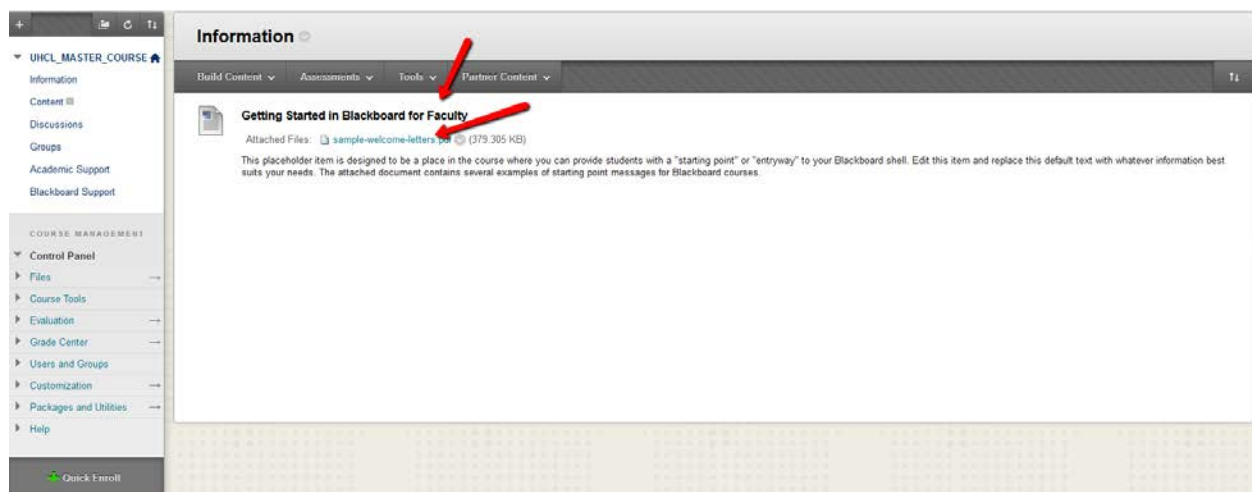 UHCL_MASTER_COURSE
Information
Content
Discussions
Groups
Academic Support
Blackboard Support
COURSE MANAGEMENT
Control Panel
Files
Course Tools
Evaluation
Grade Center
Users and Groups
Customization
Packages and Utilities
Help
Quick Enroll
Information
Build Content
Assessments
Tools
Partner Content
Getting Started in Blackboard for Faculty
Attached Files: sample-welcome-letters.pdf (379.305 KB)
This placeholder item is designed to be a place in the course where you can provide students with a "starting point" or "entryway" to your Blackboard shell. Edit this item and replace this default text with whatever information best
suits your needs. The attached document contains several examples of starting point messages for Blackboard courses.